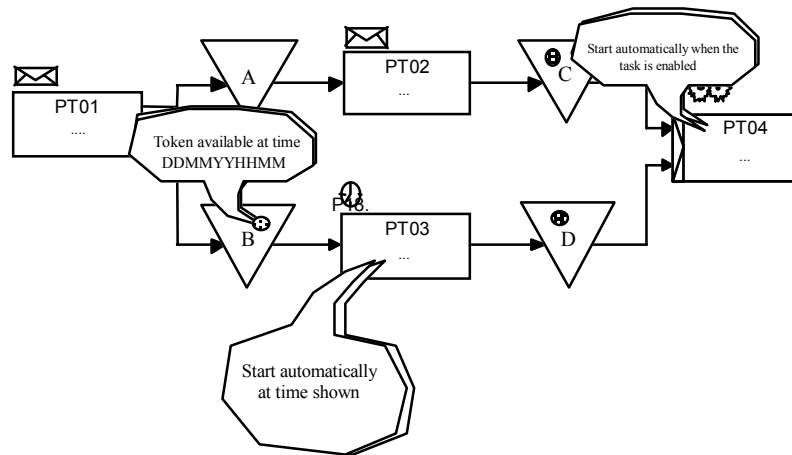 A
PT02
...
C
Start automatically when the
task is enabled
PT01
....
Token available at time
DDMMYYHHMM
PT04
...
B
PT03
...
D
Start automatically
at time shown